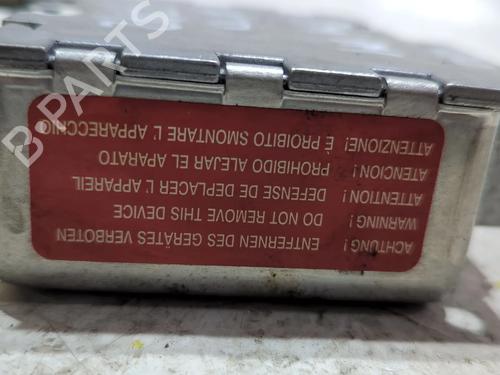 ACHTUNG! ENTFERNEN DES GERÄTES VERBOTEN
WARNING! DO NOT REMOVE THIS DEVICE
ATTENTION! DEFENSE DE DEPLACER L'APPAREIL
ATENCION! PROHIBIDO ALEJAR EL APARATO
ATTENZIONE! È PROIBITO SMONTARE L'APPARECCHIO
B-PARTS